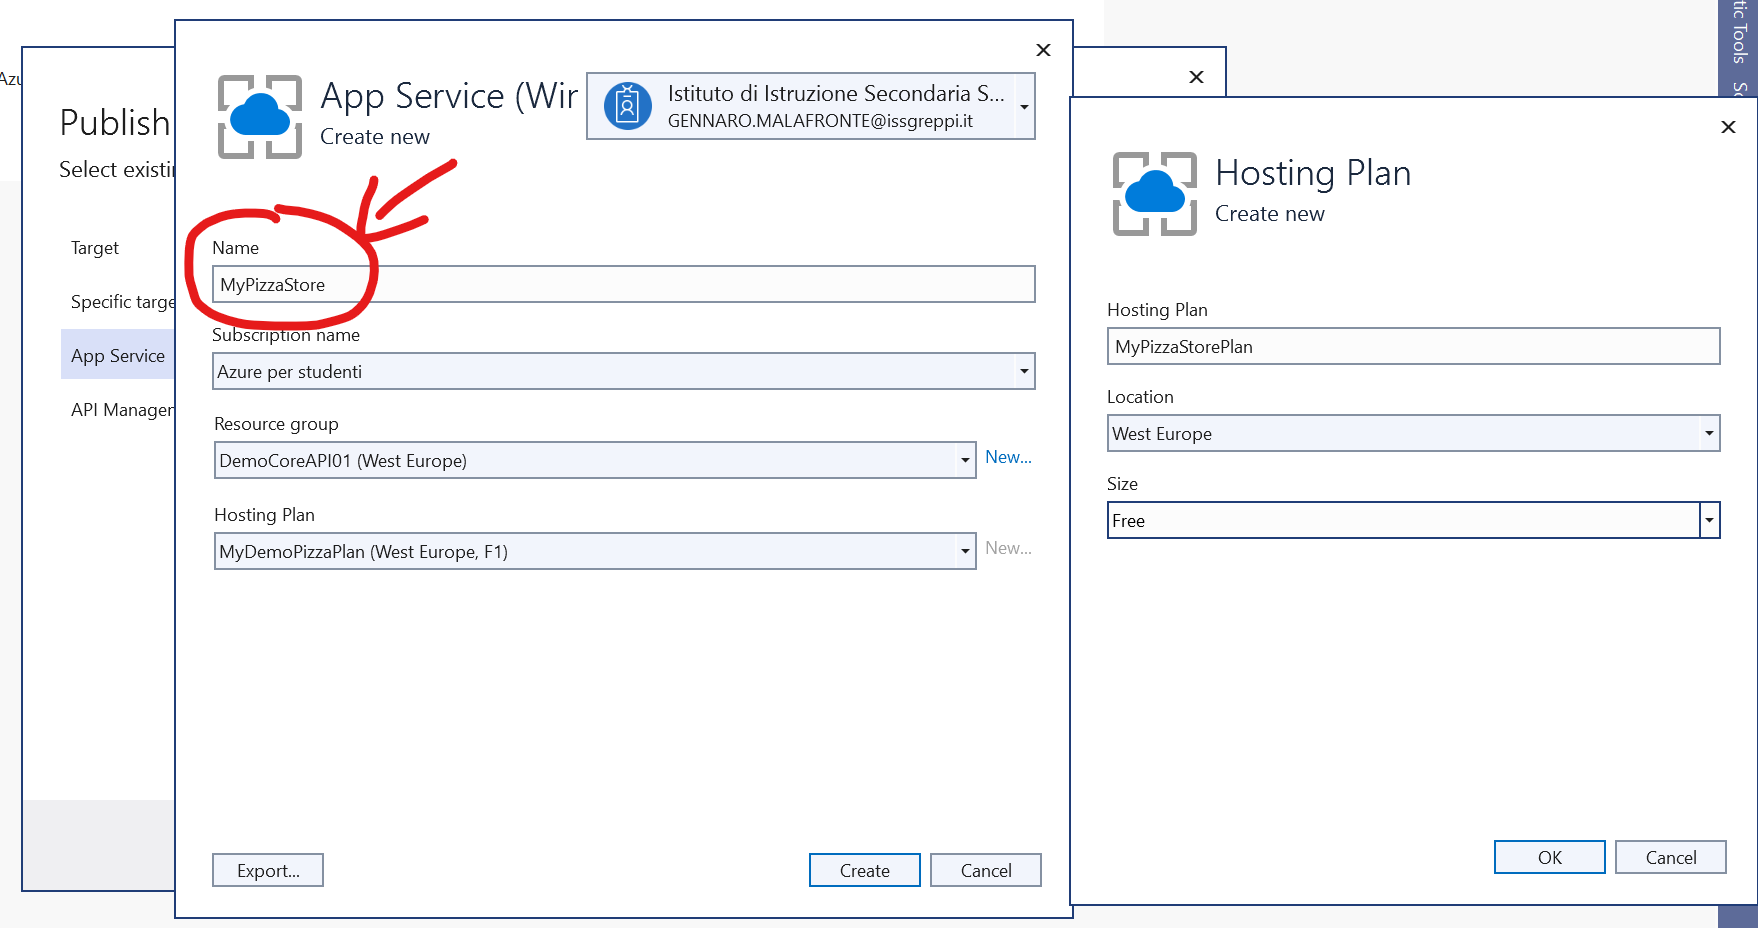 Azu
Publish
Select existin
Target
Specific targe
App Service
API Manager
App Service (Wir
Create new
Istituto di Istruzione Secondaria S...
GENNARO.MALAFRONTE@issgreppi.it
Name
MyPizzaStore
Subscription name
Azure per studenti
Resource group
DemoCoreAPI01 (West Europe)
New...
Hosting Plan
MyDemoPizzaPlan (West Europe, F1)
New...
Export...
Create
Cancel
Hosting Plan
Create new
Hosting Plan
MyPizzaStorePlan
Location
West Europe
Size
Free
OK
Cancel
tic Tools
So